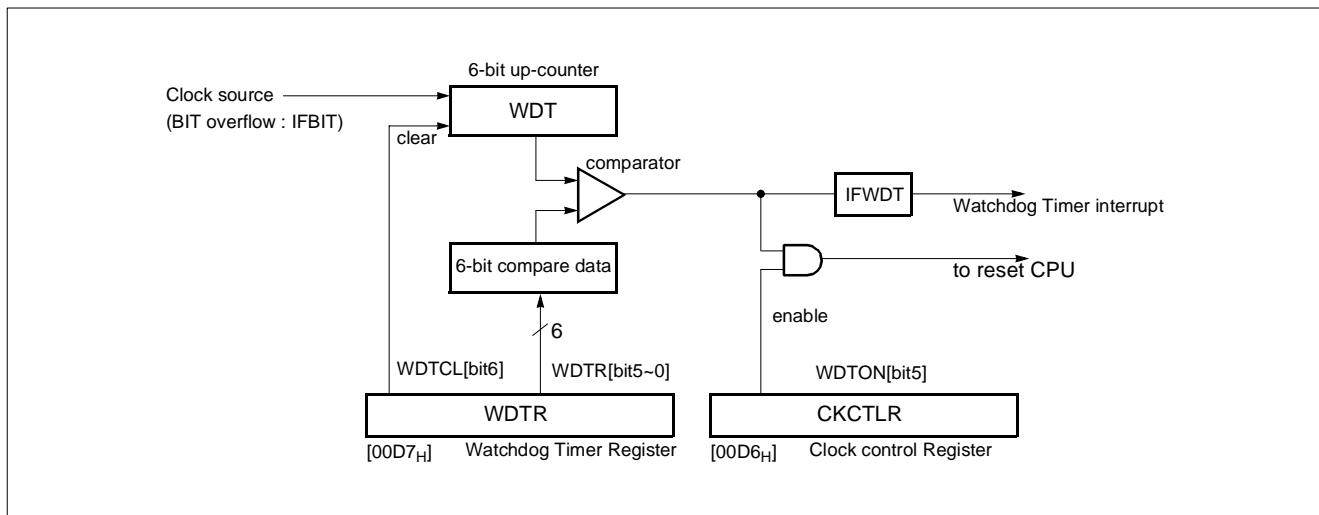 6-bit up-counter
Clock source
(BIT overflow : IFBIT)
WDT
clear
comparator
IFWDT
Watchdog Timer interrupt
6-bit compare data
to reset CPU
enable
6
WDTCL[bit6]
WDTR[bit5~0]
WDTON[bit5]
WDTR
CKCTLR
[00D7H]
Watchdog Timer Register
[00D6H]
Clock control Register